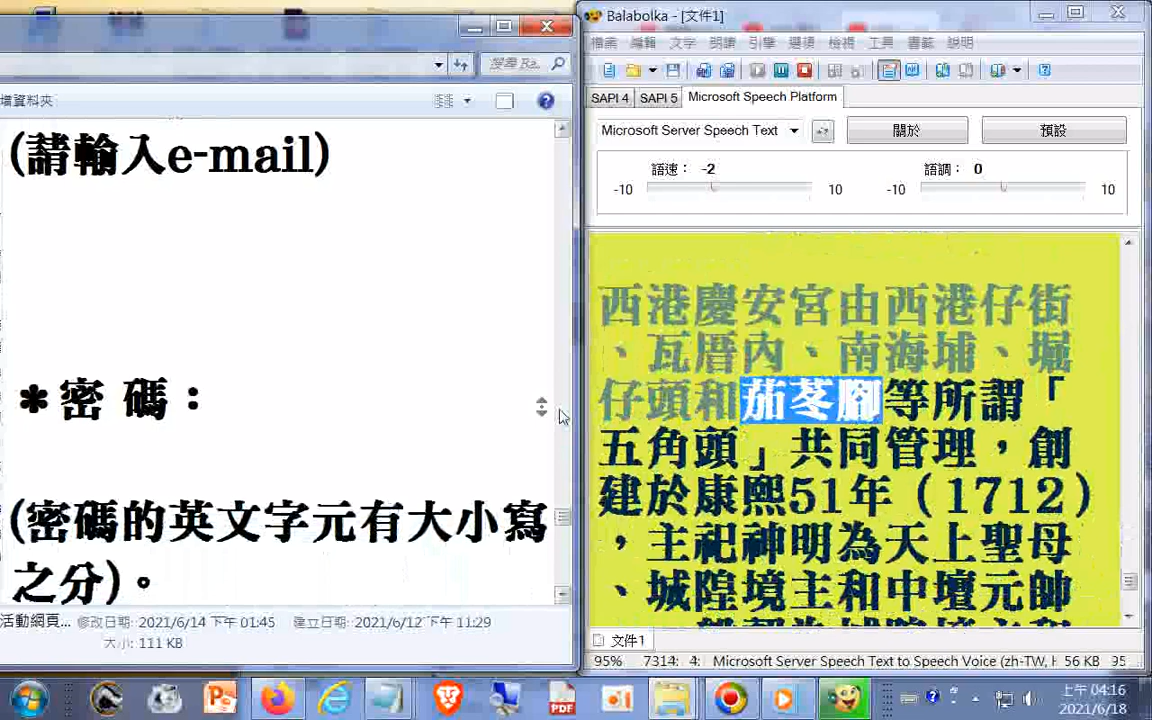 搜尋 Ra...
增資料夾
(請輸入e-mail)
＊密 碼：
(密碼的英文字元有大小寫
之分)。
活動網頁...
修改日期: 2021/6/14 下午 01:45
建立日期: 2021/6/12 下午 11:29
大小: 111 KB
Balabolka - [文件1]
檔案 編輯 文字 朗讀 引擎 選項 檢視 工具 書籤 說明
SAPI 4 SAPI 5 Microsoft Speech Platform
Microsoft Server Speech Text
關於
預設
語速： -2
語調： 0
-10 10
-10 10
西港慶安宮由西港仔街
、瓦厝內、南海埔、堀
仔頭和茄苳腳等所謂「
五角頭」共同管理，創
建於康熙51年（1712）
，主祀神明為天上聖母
、城隍境主和中壇元帥
文件1
95% 7314: 4: Microsoft Server Speech Text to Speech Voice (zh-TW, H 56 KB 95
上午 04:16
2021/6/18